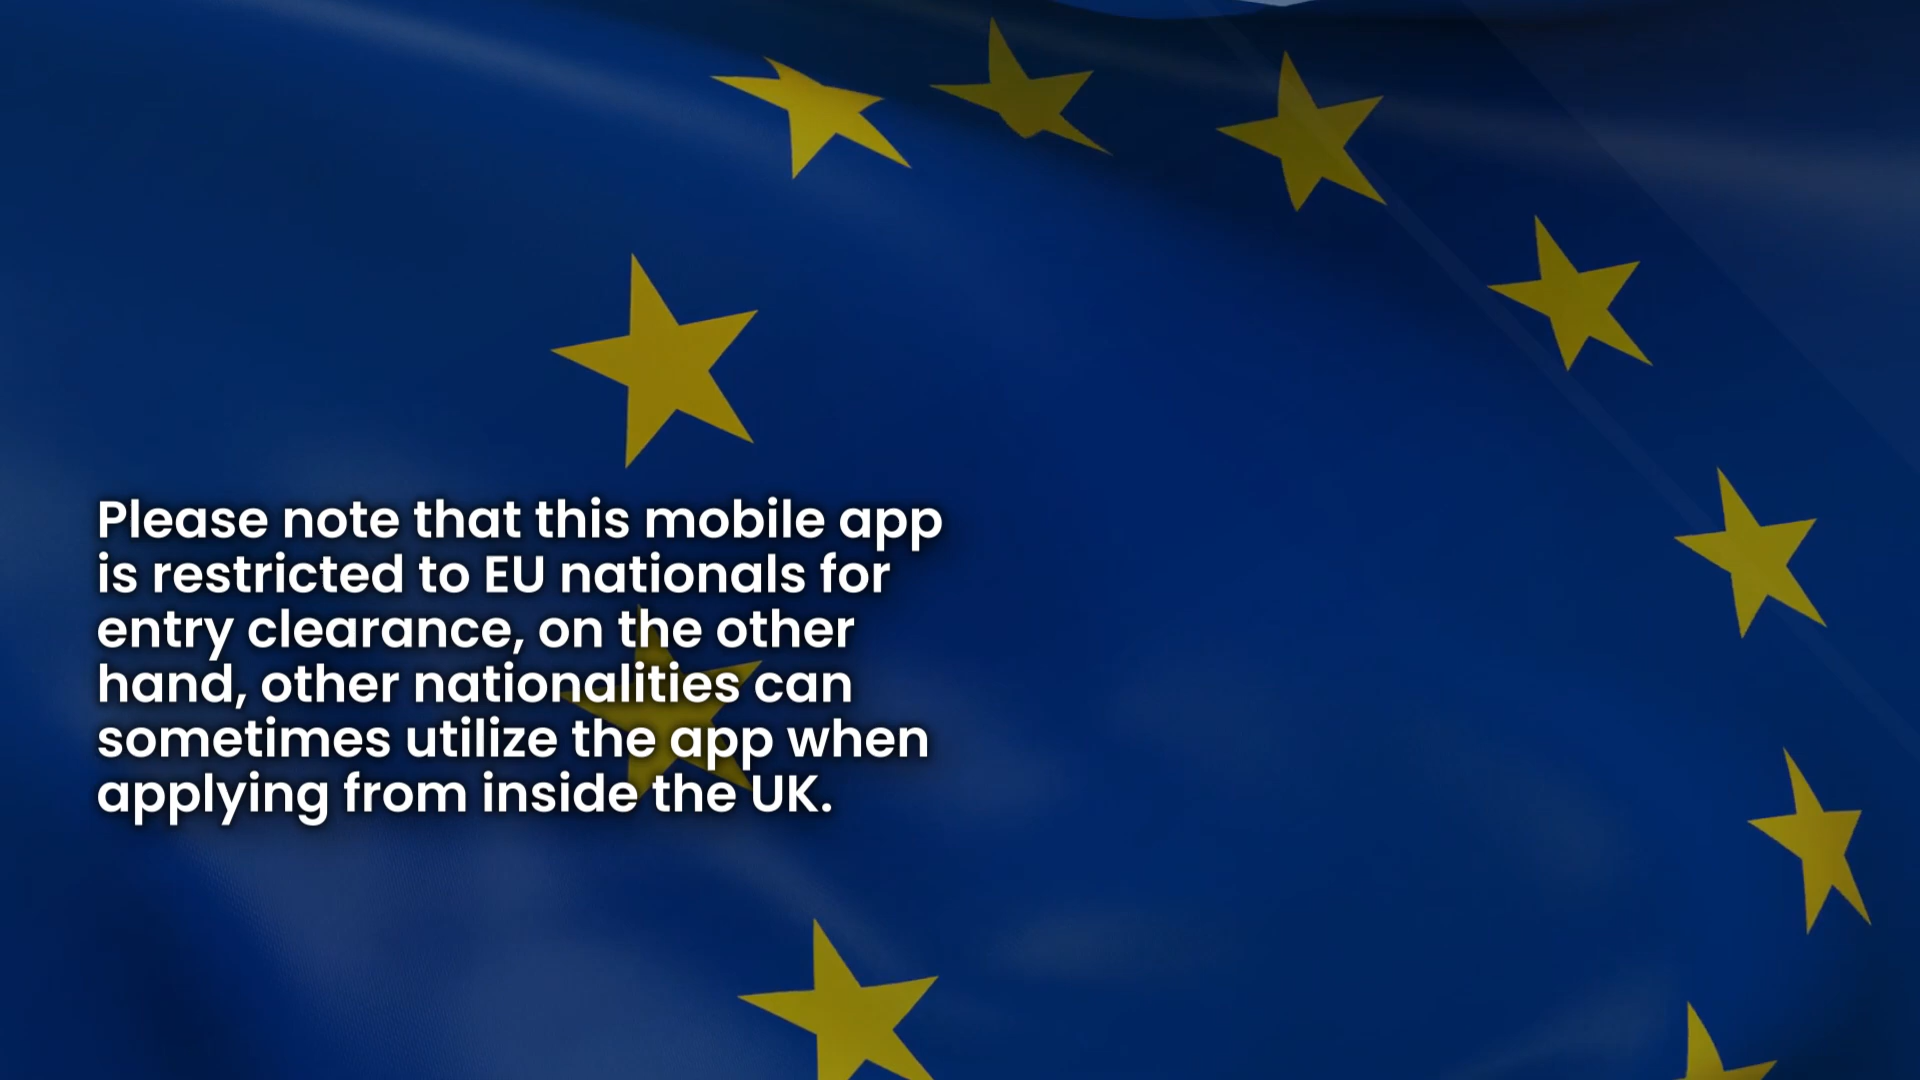 Please note that this mobile app
is restricted to EU nationals for
entry clearance, on the other
hand, other nationalities can
sometimes utilize the app when
applying from inside the UK.